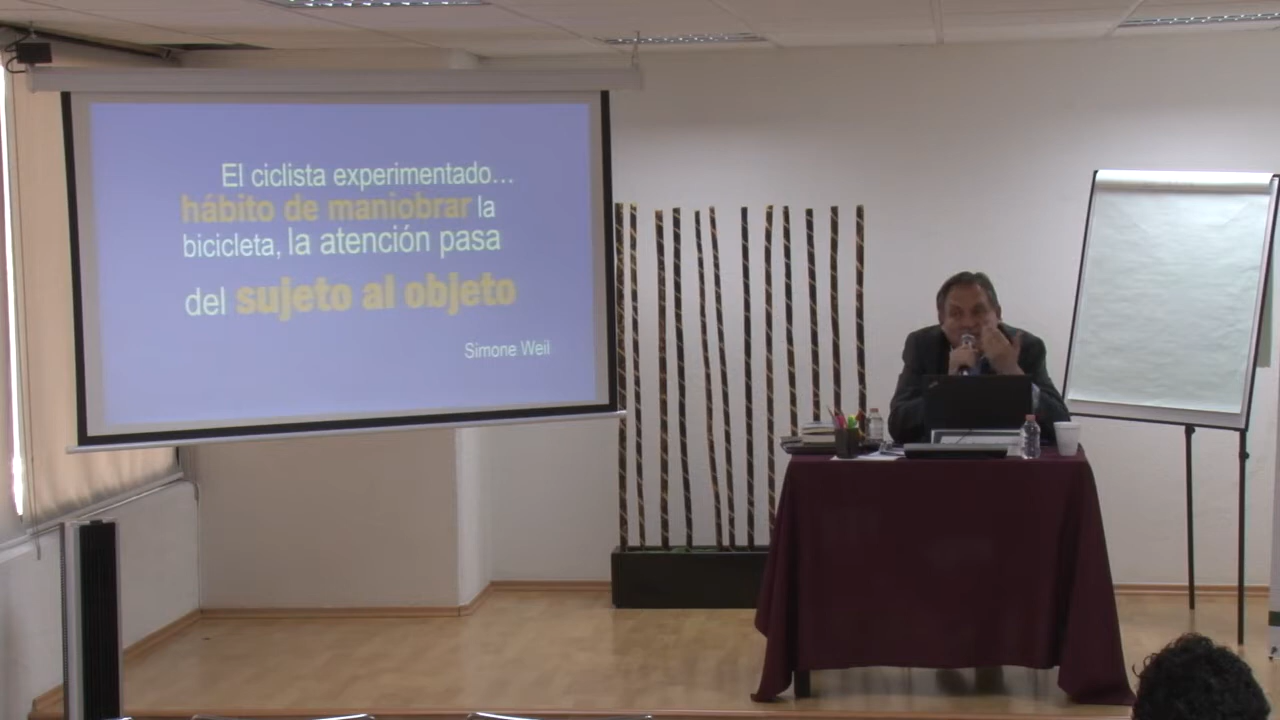 El ciclista experimentado...
hábito de maniobrar la
bicicleta, la atención pasa
del sujeto al objeto
Simone Weil